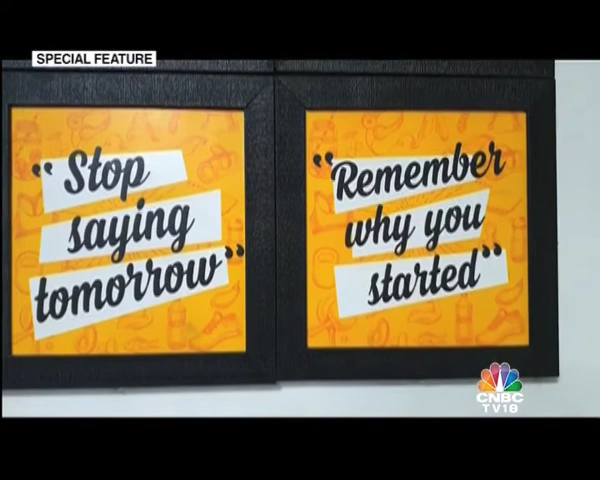 SPECIAL FEATURE
“Stop
saying
tomorrow”
“Remember
why you
started”
CNBC
TV18